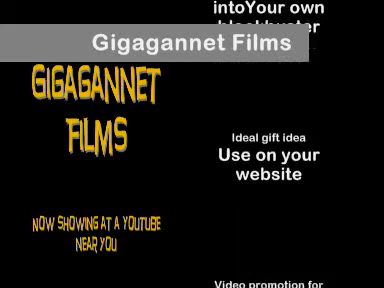 intoYour own
blockbuster
Gigagannet Films
GIGAGANNET
FILMS
Ideal gift idea
Use on your
website
NOW SHOWING AT A YOUTUBE
NEAR YOU
Video promotion for